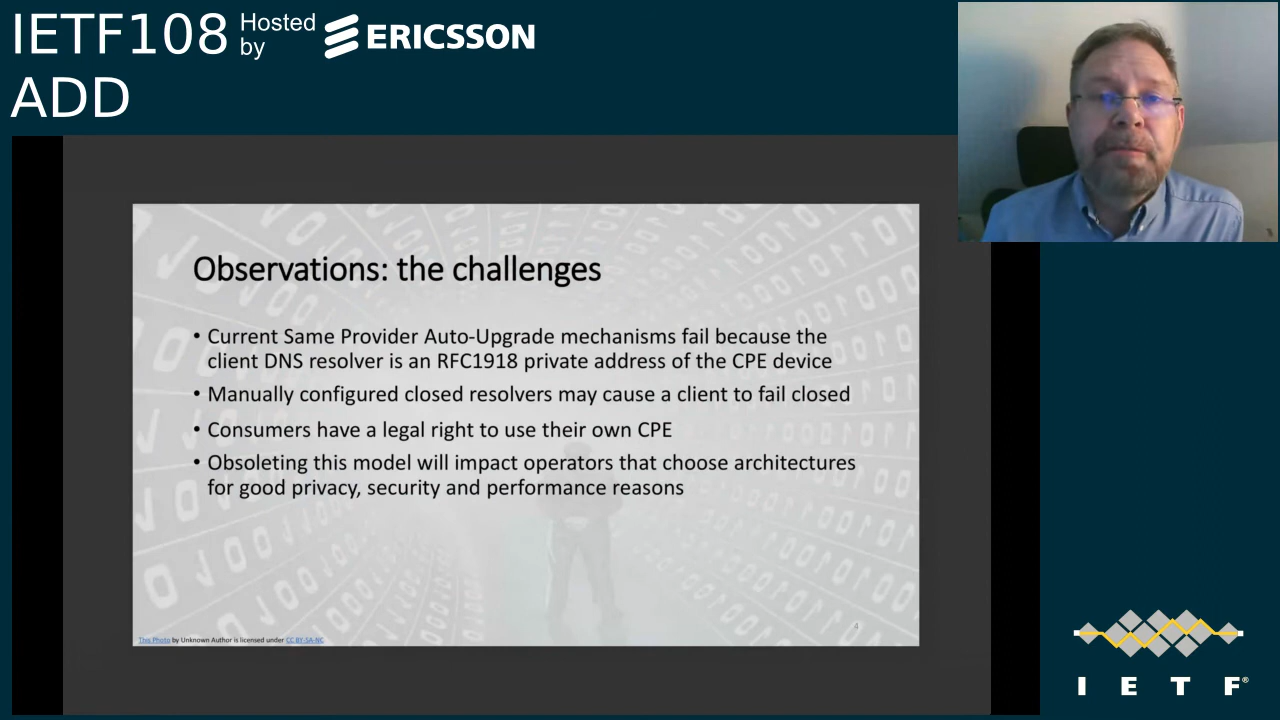 IETF108 Hosted by ERICSSON
ADD
Observations: the challenges
• Current Same Provider Auto-Upgrade mechanisms fail because the
client DNS resolver is an RFC1918 private address of the CPE device
• Manually configured closed resolvers may cause a client to fail closed
• Consumers have a legal right to use their own CPE
• Obsoleting this model will impact operators that choose architectures
for good privacy, security and performance reasons
This Photo by Unknown Author is licensed under CC BY-SA-NC
4
I E T F®